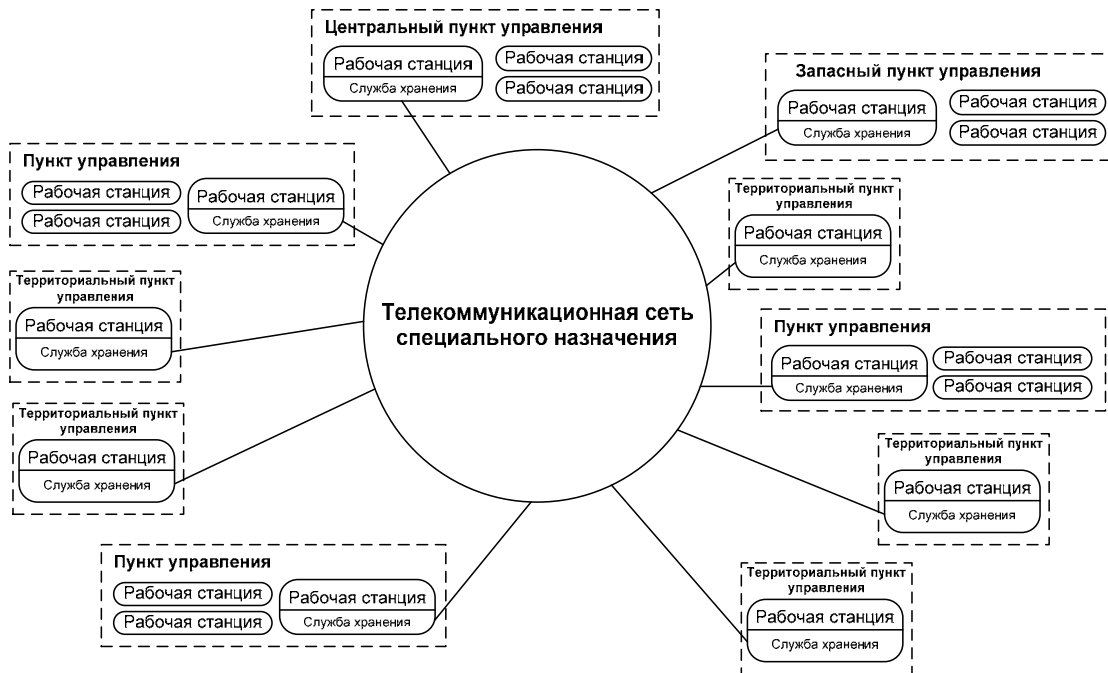 Центральный пункт управления
Рабочая станция
Служба хранения
Рабочая станция
Рабочая станция
Запасный пункт управления
Рабочая станция
Служба хранения
Рабочая станция
Рабочая станция
Пункт управления
Рабочая станция
Рабочая станция
Рабочая станция
Служба хранения
Территориальный пункт
управления
Рабочая станция
Служба хранения
Территориальный пункт
управления
Рабочая станция
Служба хранения
Телекоммуникационная сеть
специального назначения
Пункт управления
Рабочая станция
Служба хранения
Рабочая станция
Рабочая станция
Территориальный пункт
управления
Рабочая станция
Служба хранения
Территориальный пункт
управления
Рабочая станция
Служба хранения
Пункт управления
Рабочая станция
Рабочая станция
Рабочая станция
Служба хранения
Территориальный пункт
управления
Рабочая станция
Служба хранения